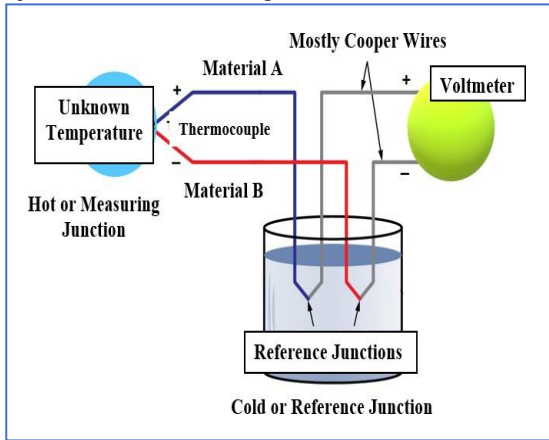 Mostly Cooper Wires
Material A
+
Voltmeter
+
Unknown
Temperature
Thermocouple
−
−
Material B
Hot or Measuring
Junction
Reference Junctions
Cold or Reference Junction